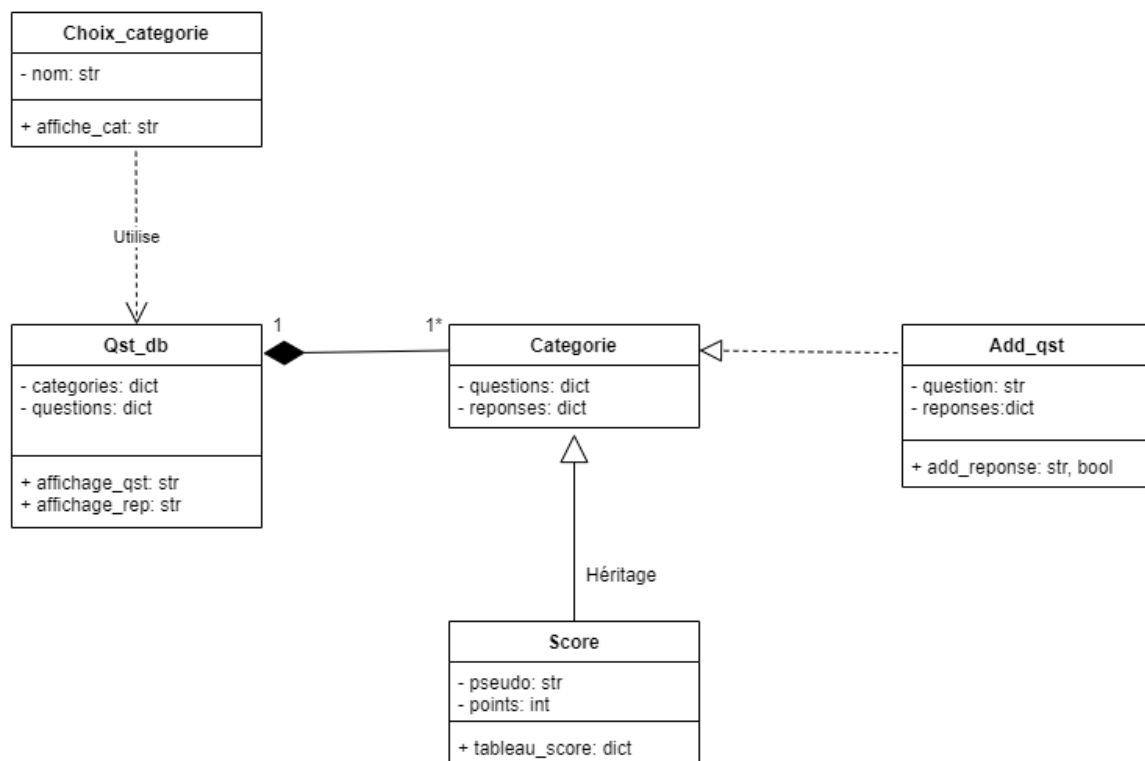 Choix_categorie
- nom: str
+ affiche_cat: str
Utilise
1
1*
Qst_db
- categories: dict
- questions: dict
+ affichage_qst: str
+ affichage_rep: str
Categorie
- questions: dict
- reponses: dict
Add_qst
- question: str
- reponses:dict
+ add_reponse: str, bool
Héritage
Score
- pseudo: str
- points: int
+ tableau_score: dict